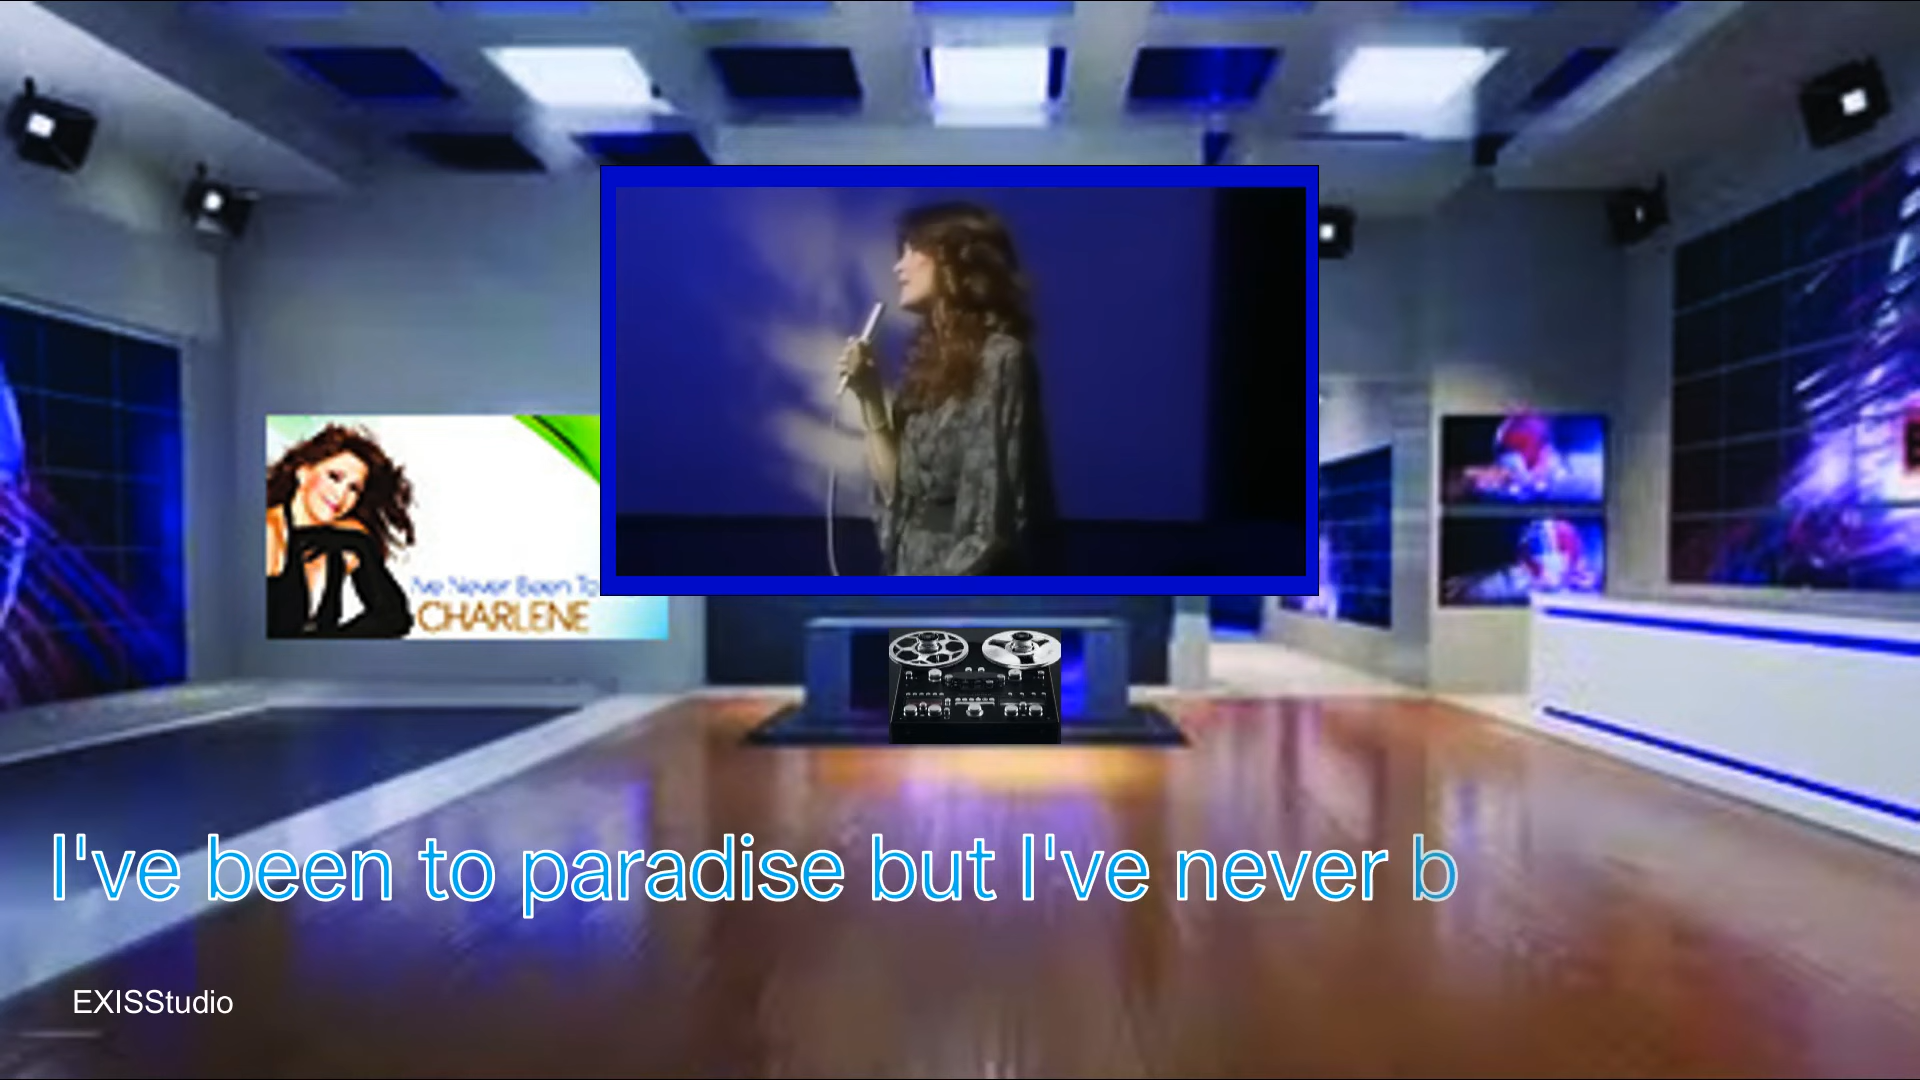 I've Never Been To
CHARLENE
I've been to paradise but I've never b
EXISStudio